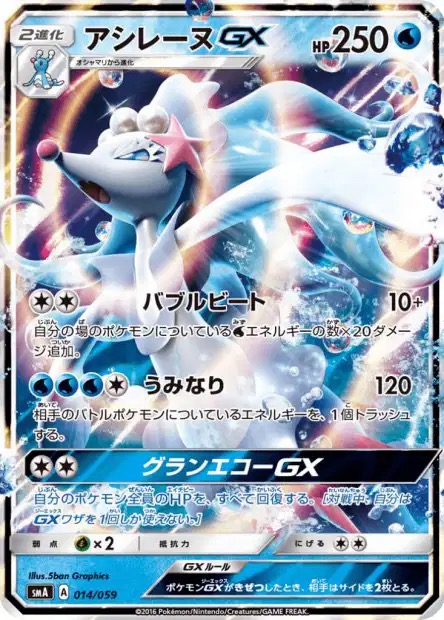 2進化 アシレーヌGX HP250
オシャマリから進化
バブルビート 10+
自分の場のポケモンについているエネルギーの数×20ダメ
ージ追加。
うみなり 120
相手のバトルポケモンについているエネルギーを、1個トラッシュ
する。
グランエコーGX
自分のポケモン全員のHPを、すべて回復する。[対戦中、自分は
GXワザを1回しか使えない。]
弱点 ×2 抵抗力 にげる
GXルール
Illus.5ban Graphics
ポケモンGXがきぜつしたとき、相手はサイドを2枚とる。
SMA A 014/059
©2016 Pokémon/Nintendo/Creatures/GAME FREAK.